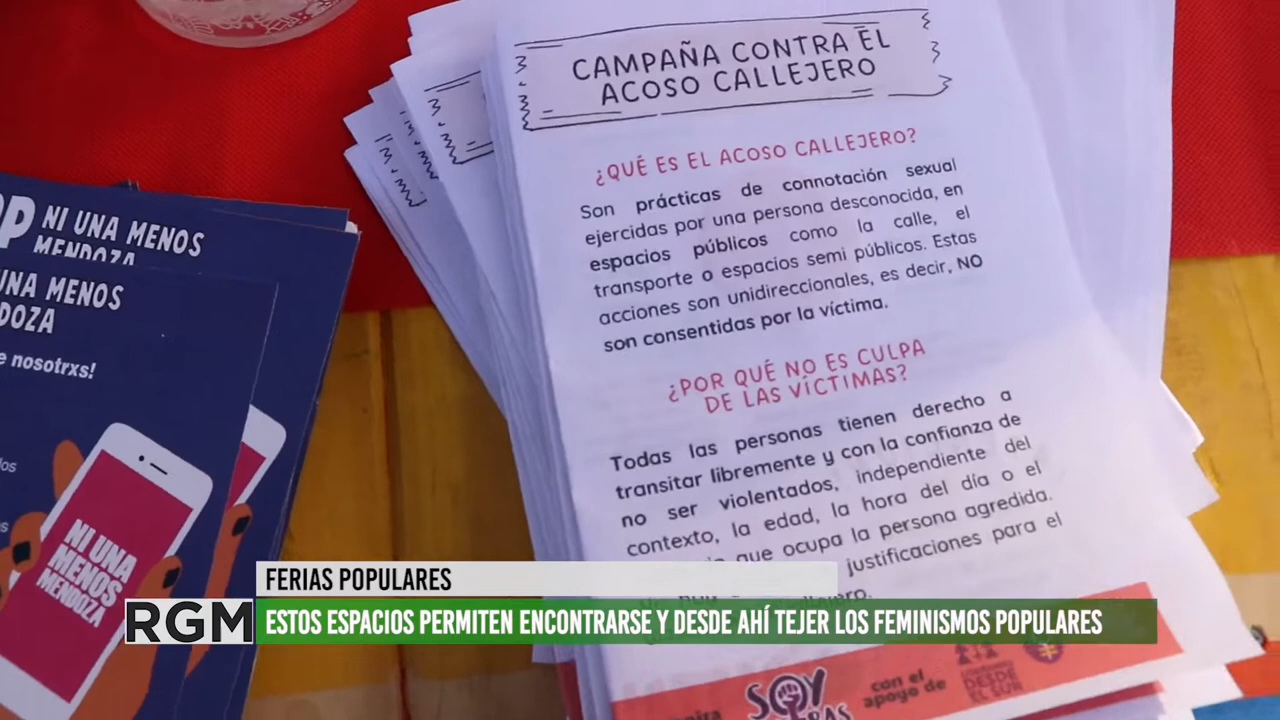 CAMPAÑA CONTRA EL
ACOSO CALLEJERO
¿QUÉ ES EL ACOSO CALLEJERO?
Son prácticas de connotación sexual
ejercidas por una persona desconocida, en
espacios públicos como la calle, el
transporte o espacios semi públicos. Estas
acciones son unidireccionales, es decir, NO
son consentidas por la víctima.
¿POR QUÉ NO ES CULPA
DE LAS VÍCTIMAS?
Todas las personas tienen derecho a
transitar libremente y con la confianza de
no ser violentados, independiente del
contexto, la edad, la hora del día o el
que ocupa la persona agredida.
justificaciones para el
SOY
con el
apoyo de
DESDE
EL SUR
NI UNA MENOS
MENDOZA
UNA MENOS
DOZA
e nosotrxs!
NI UNA
MENOS
MENDOZA
FERIAS POPULARES
RGM
ESTOS ESPACIOS PERMITEN ENCONTRARSE Y DESDE AHÍ TEJER LOS FEMINISMOS POPULARES